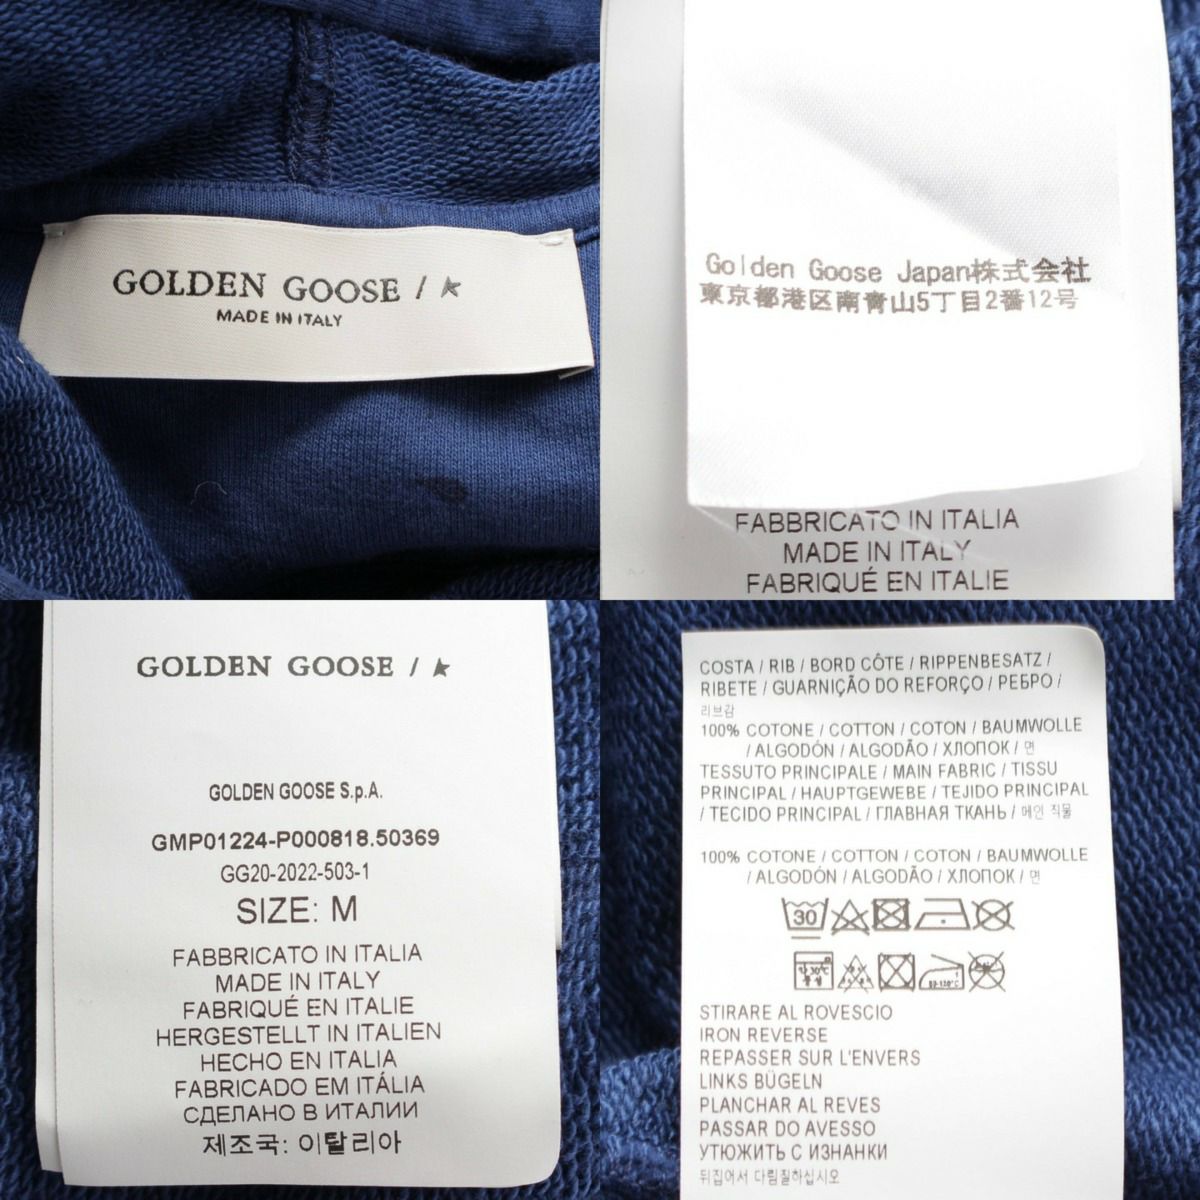 GOLDEN GOOSE /
MADE IN ITALY
Golden Goose Japan株式会社
東京都港区南青山5丁目2番12号
FABBRICATO IN ITALIA
MADE IN ITALY
FABRIQUÉ EN ITALIE
GOLDEN GOOSE /
GOLDEN GOOSE S.p.A.
GMP01224-P000818.50369
GG20-2022-503-1
SIZE: M
FABBRICATO IN ITALIA
MADE IN ITALY
FABRIQUÉ EN ITALIE
HERGESTELLT IN ITALIEN
HECHO EN ITALIA
FABRICADO EM ITÁLIA
СДЕЛАНО В ИТАЛИИ
제조국: 이탈리아
COSTA / RIB / BORD CÔTE / RIPPENBESATZ /
RIBETE / GUARNIÇÃO DO REFORÇO / РЕБРО /
리브감
100% COTONE / COTTON / COTON / BAUMWOLLE
/ ALGODÓN / ALGODÃO / ХЛОПОК / 면
TESSUTO PRINCIPALE / MAIN FABRIC / TISSU
PRINCIPAL / HAUPTGEWEBE / TEJIDO PRINCIPAL
/ TECIDO PRINCIPAL / ГЛАВНАЯ ТКАНЬ / 메인 직물
100% COTONE / COTTON / COTON / BAUMWOLLE
/ ALGODÓN / ALGODÃO / ХЛОПОК / 면
30
STIRARE AL ROVESCIO
IRON REVERSE
REPASSER SUR L'ENVERS
LINKS BÜGELN
PLANCHAR AL REVES
PASSAR DO AVESSO
УТЮЖИТЬ С ИЗНАНКИ
뒤집어서 다림질하십시오